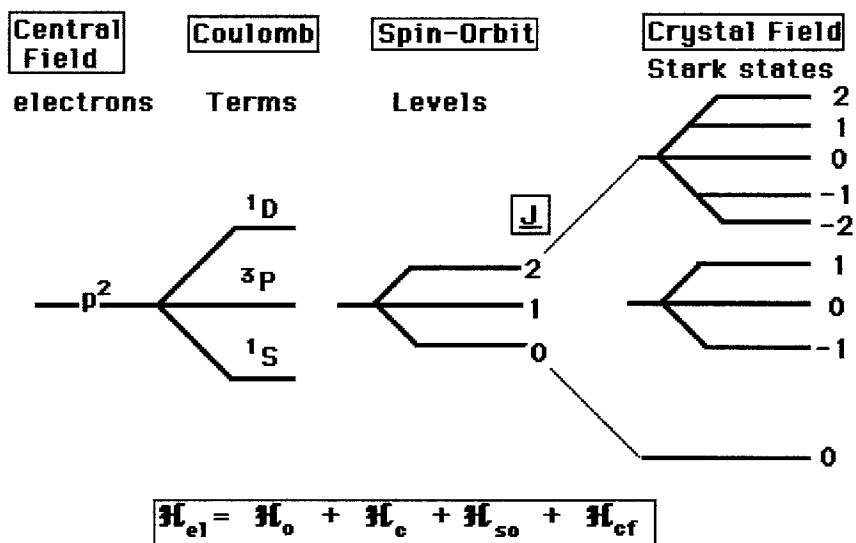 Central Field
Coulomb
Spin-Orbit
Crystal Field
Stark states
electrons
Terms
Levels
2
1
0
-1
-2
¹D
³P
¹S
p²
J
2
1
0
1
0
-1
0
ℋel = ℋo + ℋc + ℋso + ℋcf